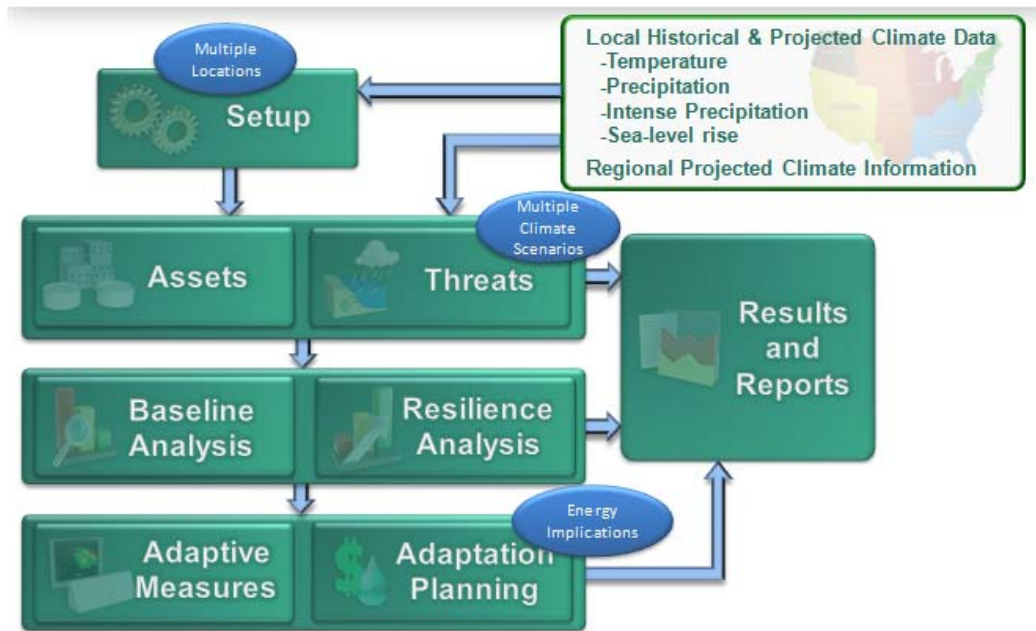 Multiple
Locations
Setup
Local Historical & Projected Climate Data
-Temperature
-Precipitation
-Intense Precipitation
-Sea-level rise
Regional Projected Climate Information
Multiple
Climate
Scenarios
Assets
Threats
Results
and
Reports
Baseline
Analysis
Resilience
Analysis
Energy
Implications
Adaptive
Measures
Adaptation
Planning